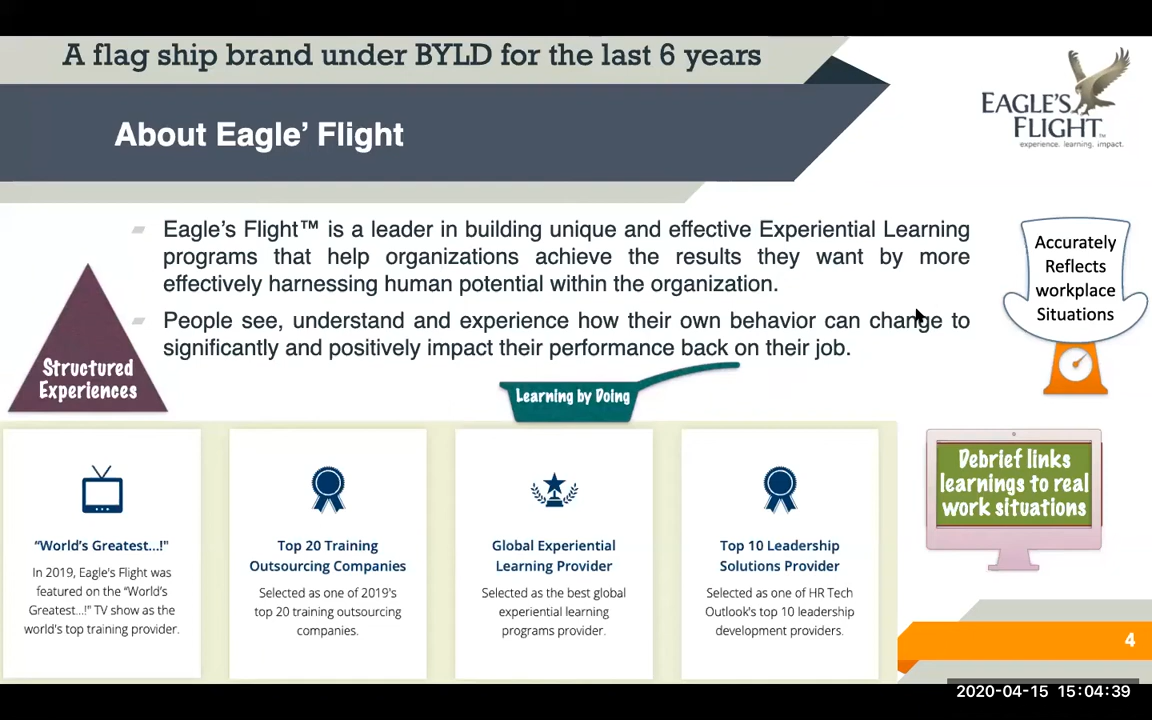 A flag ship brand under BYLD for the last 6 years
EAGLE'S
FLIGHT™
experience. learning. impact.
About Eagle' Flight
Eagle's Flight™ is a leader in building unique and effective Experiential Learning
programs that help organizations achieve the results they want by more
effectively harnessing human potential within the organization.
People see, understand and experience how their own behavior can change to
significantly and positively impact their performance back on their job.
Accurately
Reflects
workplace
Situations
Structured
Experiences
Learning by Doing
"World's Greatest...!"
In 2019, Eagle's Flight was
featured on the "World's
Greatest...!" TV show as the
world's top training provider.
Top 20 Training
Outsourcing Companies
Selected as one of 2019's
top 20 training outsourcing
companies.
Global Experiential
Learning Provider
Selected as the best global
experiential learning
programs provider.
Top 10 Leadership
Solutions Provider
Selected as one of HR Tech
Outlook's top 10 leadership
development providers.
Debrief links
learnings to real
work situations
4
2020-04-15 15:04:39